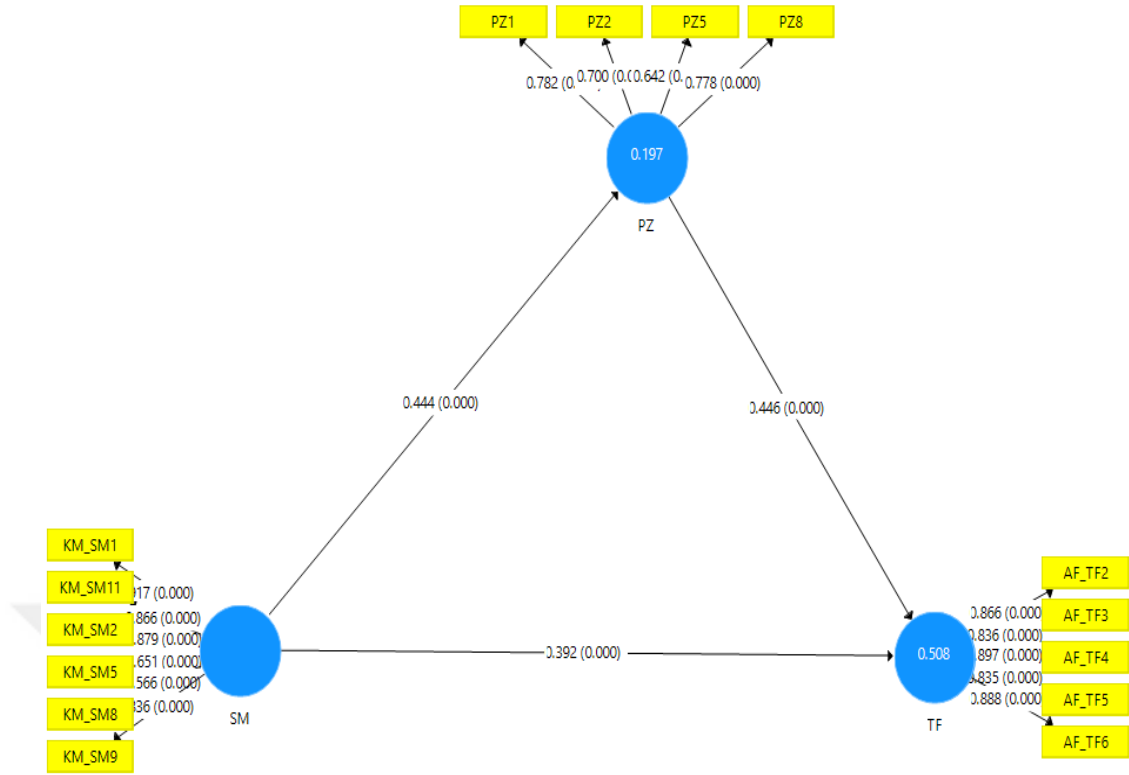 PZ1 PZ2 PZ5 PZ8
0.782 0.700 0.642 0.778 (0.000)
0.197
PZ
0.444 (0.000)
0.446 (0.000)
KM_SM1
KM_SM11
KM_SM2
KM_SM5
KM_SM8
KM_SM9
(0.000)
.866 (0.000)
.879 (0.000)
.651 (0.000)
.566 (0.000)
(0.000)
SM
0.392 (0.000)
0.508
TF
0.866 (0.000
0.836 (0.000)
.897 (0.000)
0.835 (0.000)
0.888 (0.000
AF_TF2
AF_TF3
AF_TF4
AF_TF5
AF_TF6